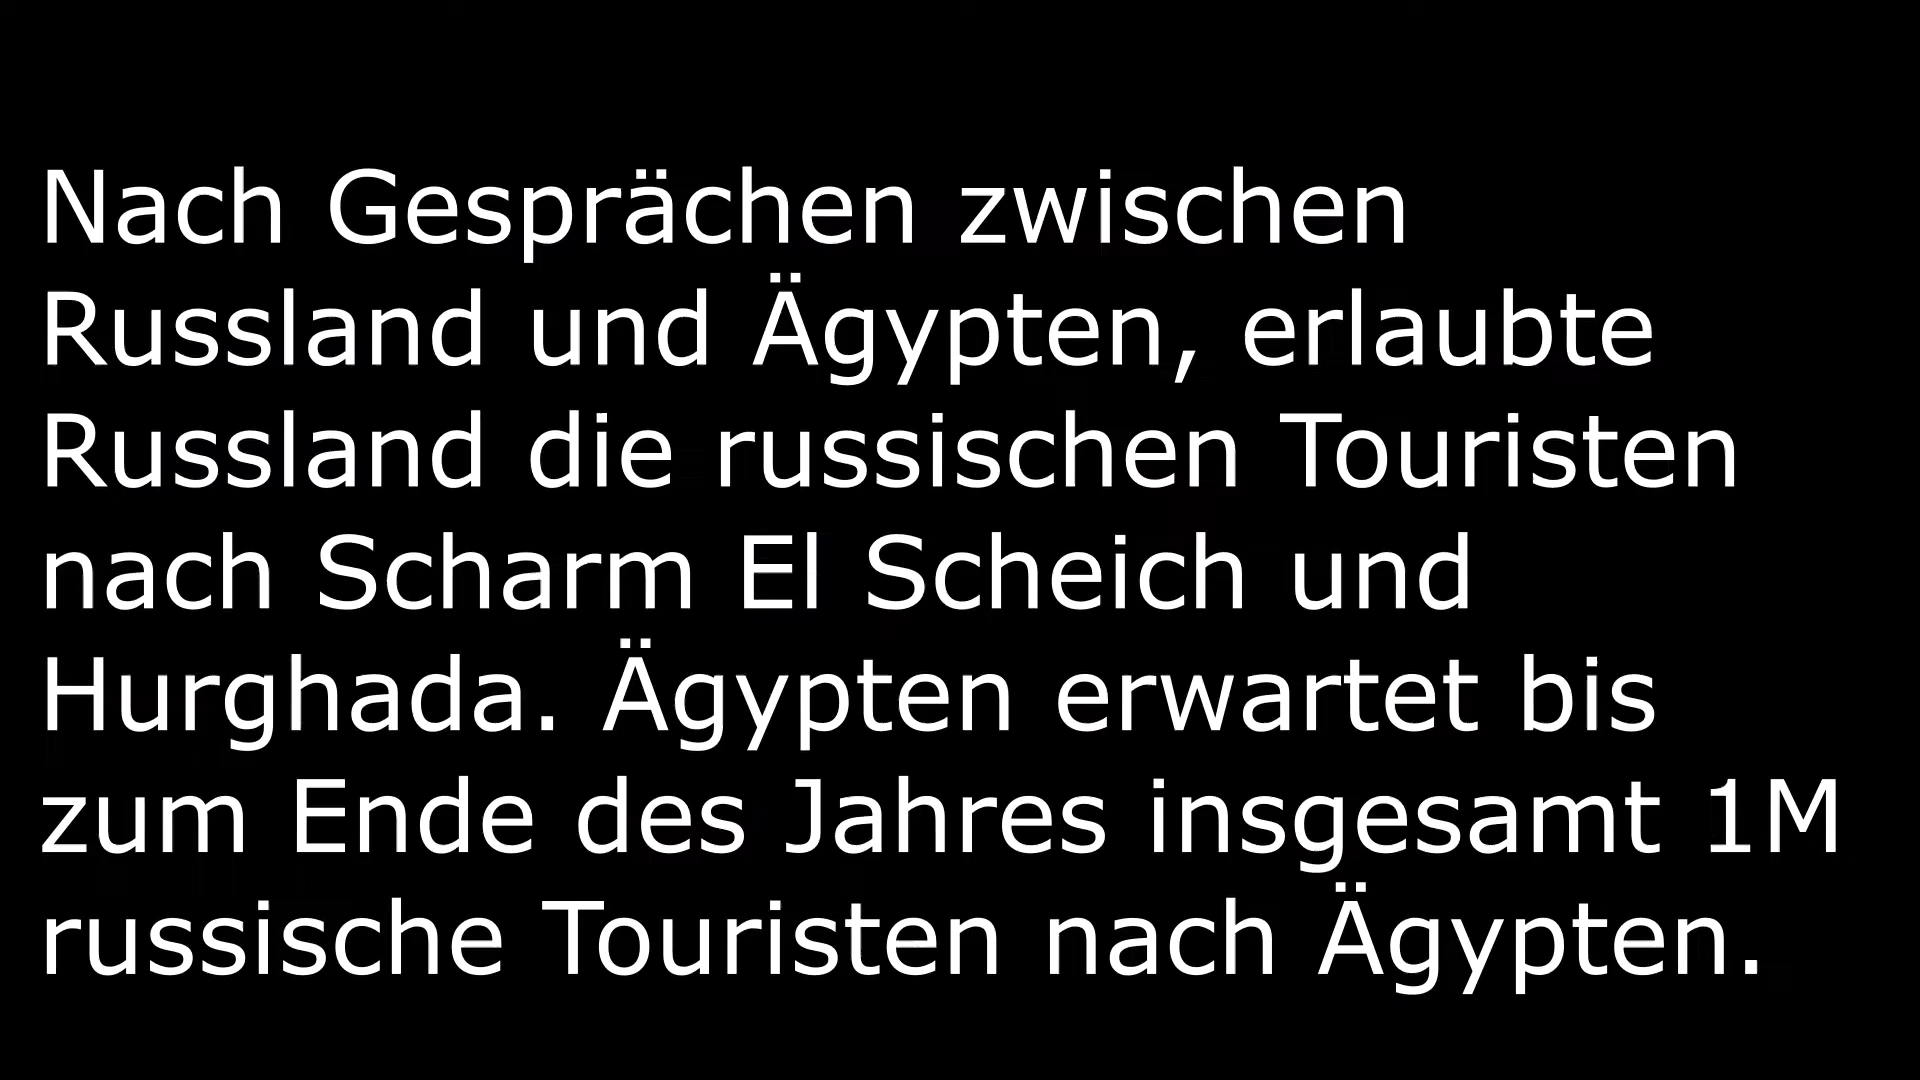 Nach Gesprächen zwischen
Russland und Ägypten, erlaubte
Russland die russischen Touristen
nach Scharm El Scheich und
Hurghada. Ägypten erwartet bis
zum Ende des Jahres insgesamt 1M
russische Touristen nach Ägypten.